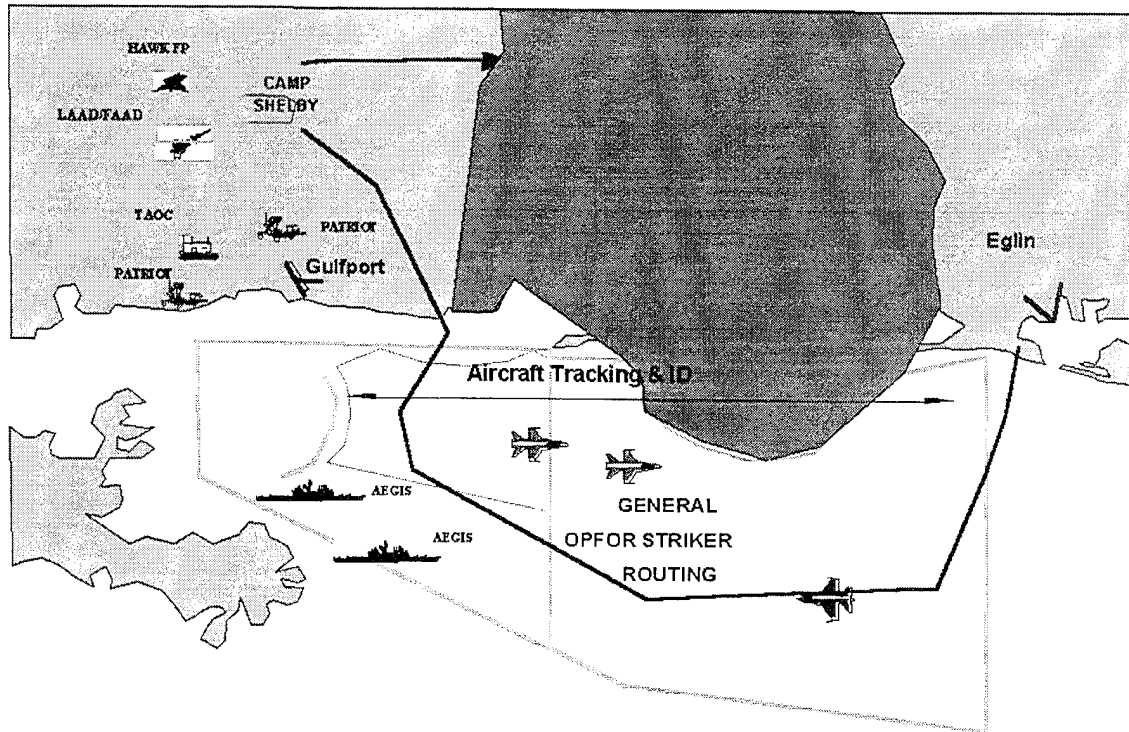 HAWK FP
CAMP
SHELBY
LAAD/FAAD
TAOC
PATRIOT
Gulfport
PATRIOT
Eglin
Aircraft Tracking & ID
AEGIS
AEGIS
GENERAL
OPFOR STRIKER
ROUTING